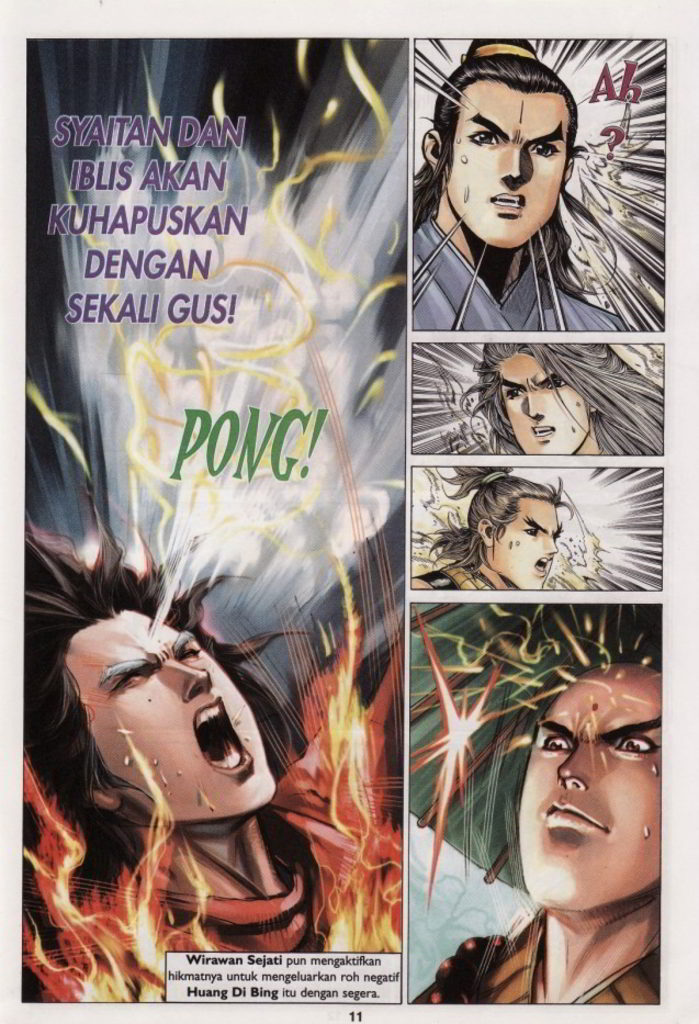 SYAITAN DAN
IBLIS AKAN
KUHAPUSKAN
DENGAN
SEKALI GUS!
PONG!
Wirawan Sejati pun mengaktifkan
hikmatnya untuk mengeluarkan roh negatif
Huang Di Bing itu dengan segera.
Ah
?
11